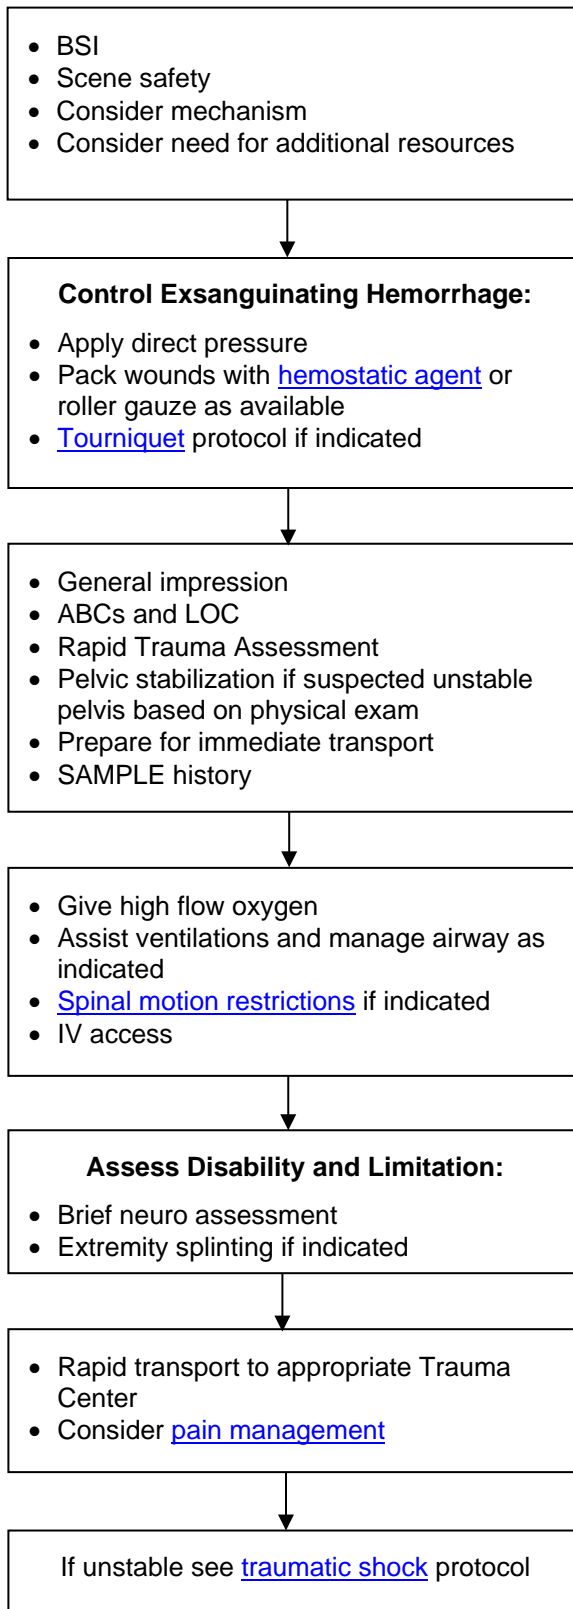 • BSI
• Scene safety
• Consider mechanism
• Consider need for additional resources
Control Exsanguinating Hemorrhage:
• Apply direct pressure
• Pack wounds with hemostatic agent or
roller gauze as available
• Tourniquet protocol if indicated
• General impression
• ABCs and LOC
• Rapid Trauma Assessment
• Pelvic stabilization if suspected unstable
pelvis based on physical exam
• Prepare for immediate transport
• SAMPLE history
• Give high flow oxygen
• Assist ventilations and manage airway as
indicated
• Spinal motion restrictions if indicated
• IV access
Assess Disability and Limitation:
• Brief neuro assessment
• Extremity splinting if indicated
• Rapid transport to appropriate Trauma
Center
• Consider pain management
If unstable see traumatic shock protocol